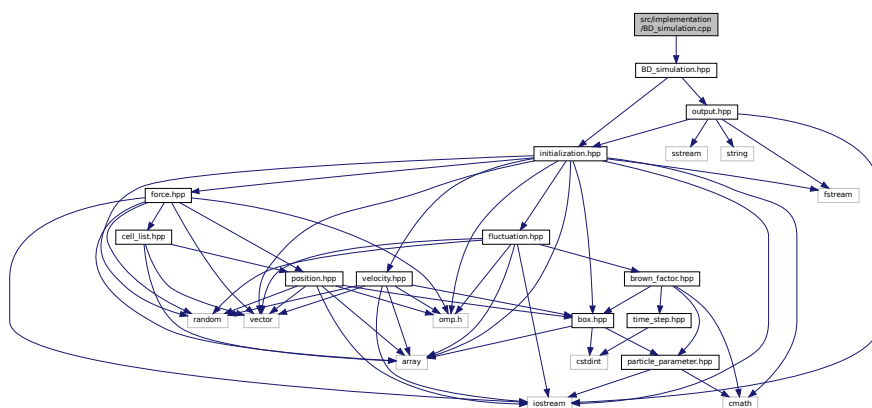 src/implementation
/BD_simulation.cpp
BD_simulation.hpp
output.hpp
initialization.hpp
sstream
string
force.hpp
fstream
cell_list.hpp
fluctuation.hpp
position.hpp
velocity.hpp
brown_factor.hpp
random
vector
omp.h
box.hpp
time_step.hpp
array
cstdint
particle_parameter.hpp
iostream
cmath